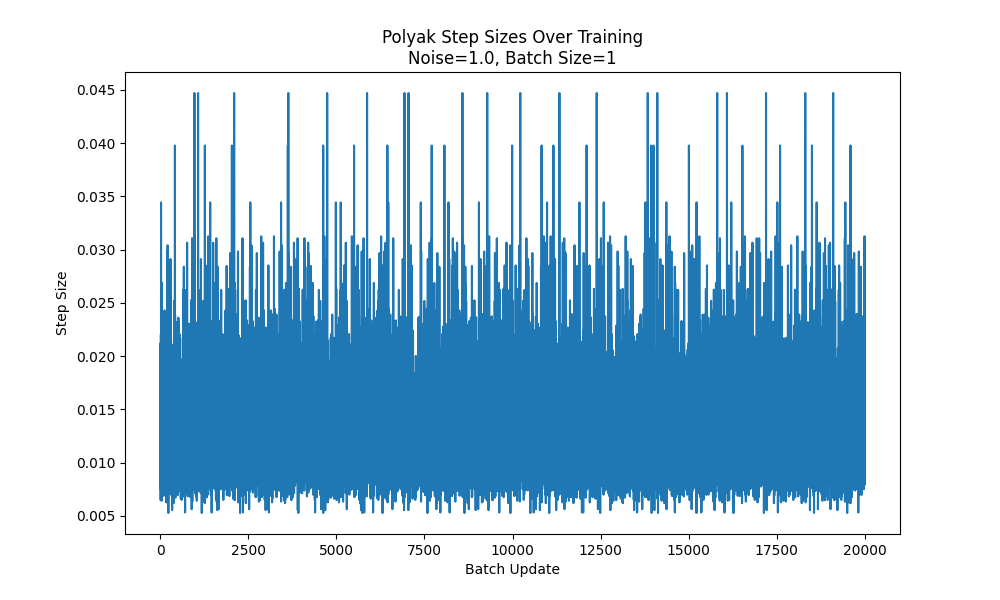 Polyak Step Sizes Over Training
Noise=1.0, Batch Size=1
0.045
0.040
0.035
0.030
0.025
0.020
0.015
0.010
0.005
Step Size
0 2500 5000 7500 10000 12500 15000 17500 20000
Batch Update